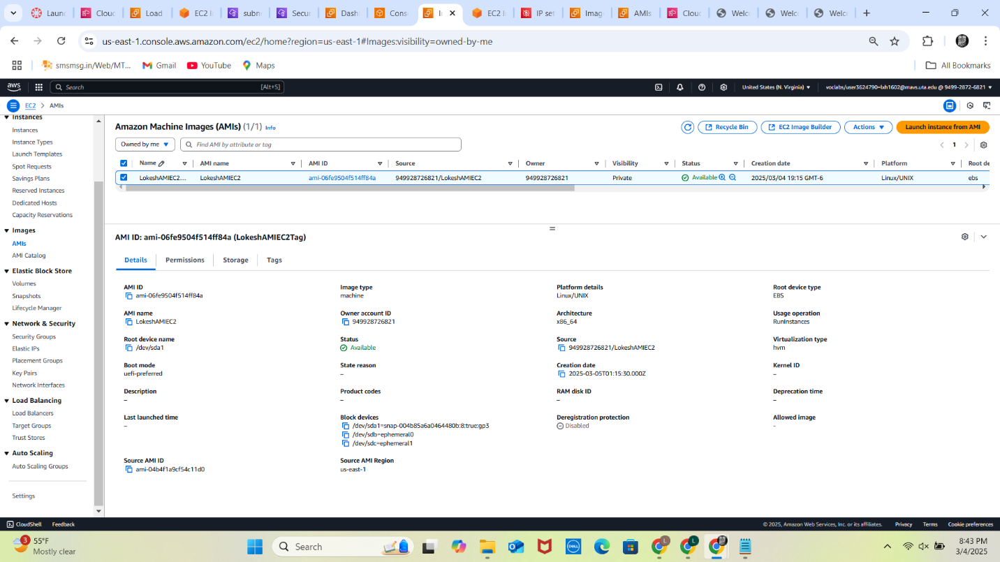 Launc
Cloud
Load
EC2 I
subn
Secur
Dash
Cons
I
EC2 I
IP set
Imag
AMIs
Cloud
Welc
Welc
Welc
us-east-1.console.aws.amazon.com/ec2/home?region=us-east-1#Images:visibility=owned-by-me
smsmsg.in/Web/MT... Gmail YouTube Maps All Bookmarks
aws Search [Alt+S] United States (N. Virginia) voclabs/user3624790=lxh1602@mavs.uta.edu @ 9499-2872-6821
EC2 > AMIs
Instances
Instances
Instance Types
Launch Templates
Spot Requests
Savings Plans
Reserved Instances
Dedicated Hosts
Capacity Reservations
Images
AMIs
AMI Catalog
Elastic Block Store
Volumes
Snapshots
Lifecycle Manager
Network & Security
Security Groups
Elastic IPs
Placement Groups
Key Pairs
Network Interfaces
Load Balancing
Load Balancers
Target Groups
Trust Stores
Auto Scaling
Auto Scaling Groups
Settings
Amazon Machine Images (AMIs) (1/1) Info Recycle Bin EC2 Image Builder Actions Launch instance from AMI
Owned by me Find AMI by attribute or tag 1
Name AMI name AMI ID Source Owner Visibility Status Creation date Platform Root de
LokeshAMIEC2... LokeshAMIEC2 ami-06fe9504f514ff84a 949928726821/LokeshAMIEC2 949928726821 Private Available 2025/03/04 19:15 GMT-6 Linux/UNIX ebs
AMI ID: ami-06fe9504f514ff84a (LokeshAMIEC2Tag)
Details Permissions Storage Tags
AMI ID Image type Platform details Root device type
ami-06fe9504f514ff84a machine Linux/UNIX EBS
AMI name Owner account ID Architecture Usage operation
LokeshAMIEC2 949928726821 x86_64 RunInstances
Root device name Status Source Virtualization type
/dev/sda1 Available 949928726821/LokeshAMIEC2 hvm
Boot mode State reason Creation date Kernel ID
uefi-preferred – 2025-03-05T01:15:30.000Z –
Description Product codes RAM disk ID Deprecation time
– – – –
Last launched time Block devices Deregistration protection Allowed image
– /dev/sda1=snap-004b85a6a0464480b:8:true:gp3 Disabled -
/dev/sdb=ephemeral0
/dev/sdc=ephemeral1
Source AMI ID Source AMI Region
ami-04b4f1a9cf54c11d0 us-east-1
CloudShell Feedback © 2025, Amazon Web Services, Inc. or its affiliates. Privacy Terms Cookie preferences
3 55°F
Mostly clear
Search
DELL
L
L
8:43 PM
3/4/2025